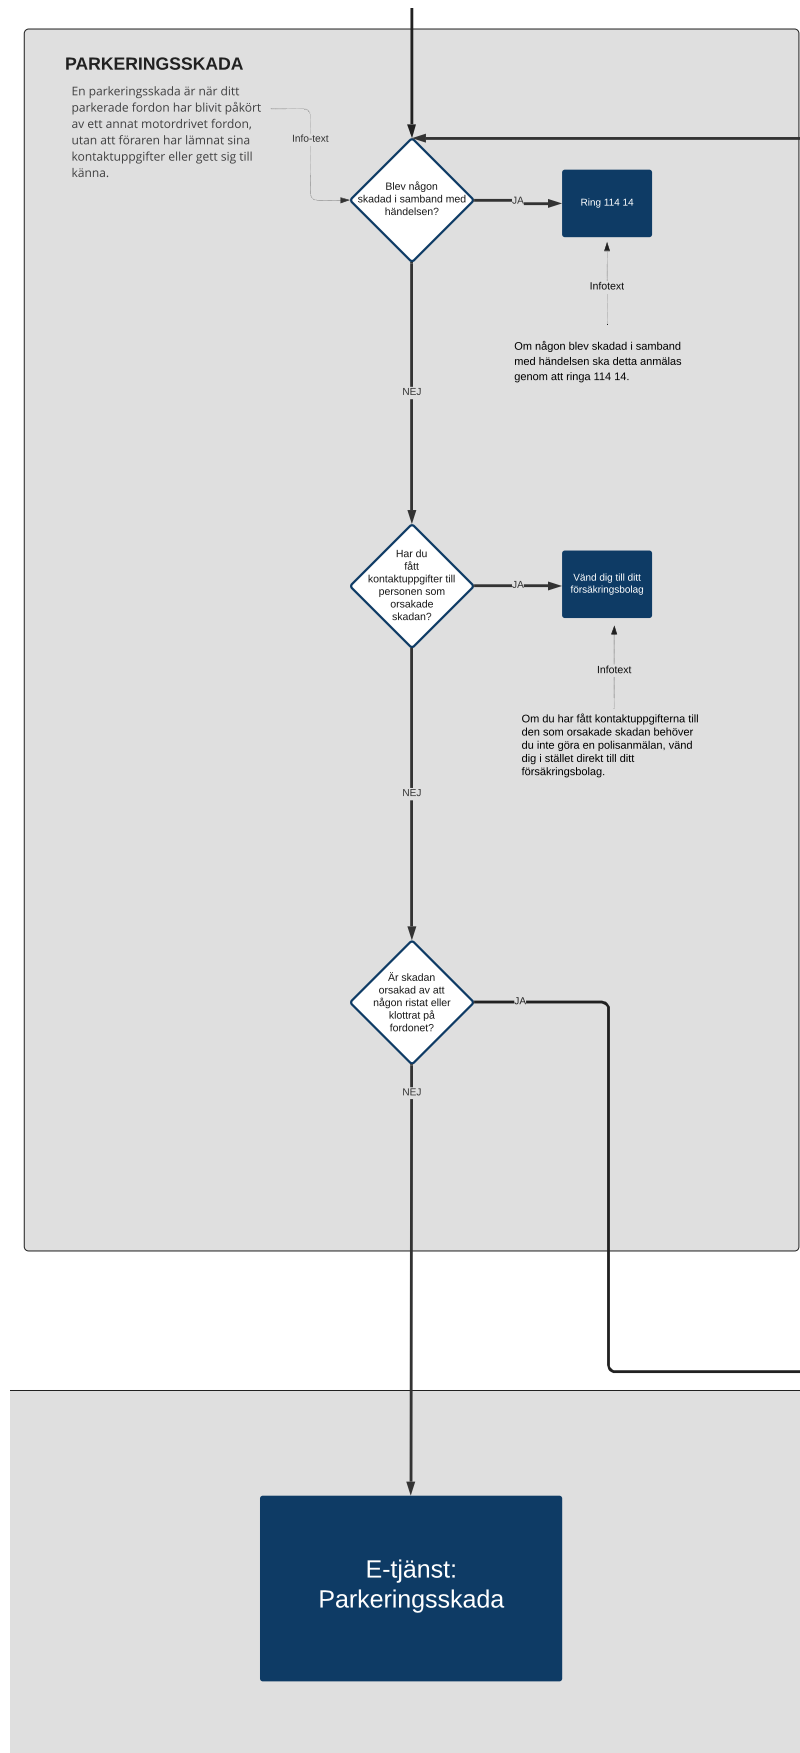 PARKERINGSSKADA
En parkeringsskada är när ditt
parkerade fordon har blivit påkört
av ett annat motordrivet fordon,
utan att föraren har lämnat sina
kontaktuppgifter eller gett sig till
känna.
Info-text
Blev någon
skadad i samband med
händelsen?
JA
Ring 114 14
Infotext
Om någon blev skadad i samband
med händelsen ska detta anmälas
genom att ringa 114 14.
NEJ
Har du
fått
kontaktuppgifter till
personen som
orsakade
skadan?
JA
Vänd dig till ditt
försäkringsbolag
Infotext
Om du har fått kontaktuppgifterna till
den som orsakade skadan behöver
du inte göra en polisanmälan, vänd
dig i stället direkt till ditt
försäkringsbolag.
NEJ
Är skadan
orsakad av att
någon ristat eller
klottrat på
fordonet?
JA
NEJ
E-tjänst:
Parkeringsskada